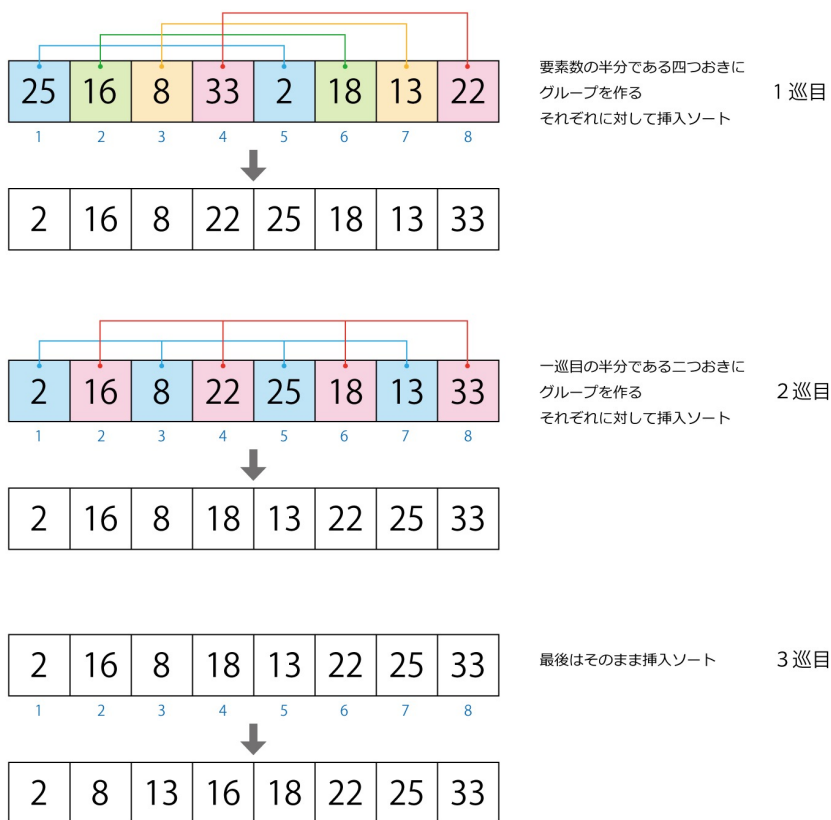 25 16 8 33 2 18 13 22
1 2 3 4 5 6 7 8
要素数の半分である四つおきに
グループを作る
それぞれに対して挿入ソート
1巡目
2 16 8 22 25 18 13 33
2 16 8 22 25 18 13 33
1 2 3 4 5 6 7 8
一巡目の半分である二つおきに
グループを作る
それぞれに対して挿入ソート
2巡目
2 16 8 18 13 22 25 33
2 16 8 18 13 22 25 33
1 2 3 4 5 6 7 8
最後はそのまま挿入ソート
3巡目
2 8 13 16 18 22 25 33